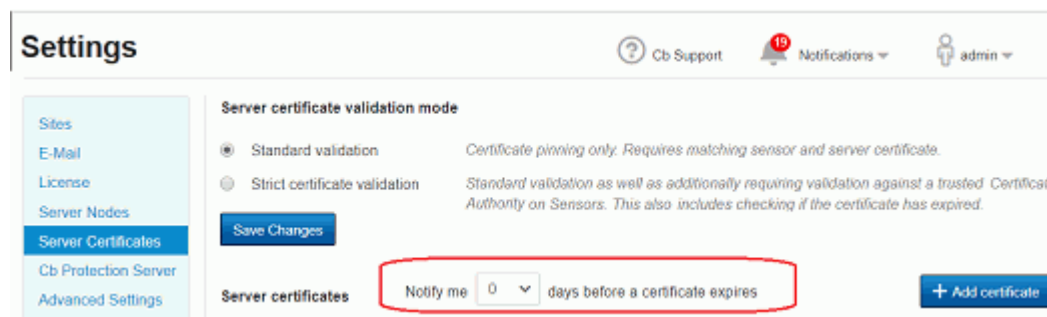 Settings
19
Cb Support
Notifications
admin
Sites
E-Mail
License
Server Nodes
Server Certificates
Cb Protection Server
Advanced Settings
Server certificate validation mode
Standard validation
Certificate pinning only. Requires matching sensor and server certificate.
Strict certificate validation
Standard validation as well as additionally requiring validation against a trusted Certificat
Authority on Sensors. This also includes checking if the certificate has expired.
Save Changes
Server certificates
Notify me 0 days before a certificate expires
+ Add certificate